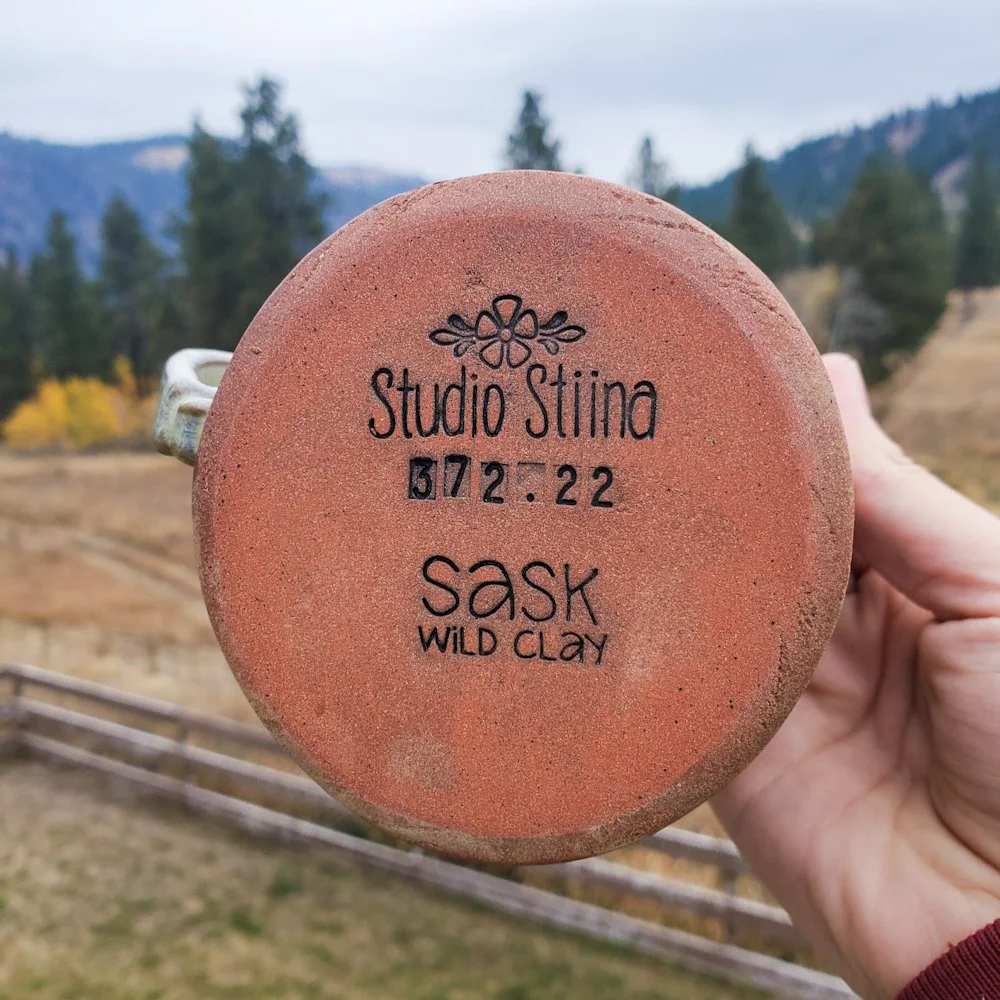 Studio Stiina
372.22
Sask
WiLD CLay